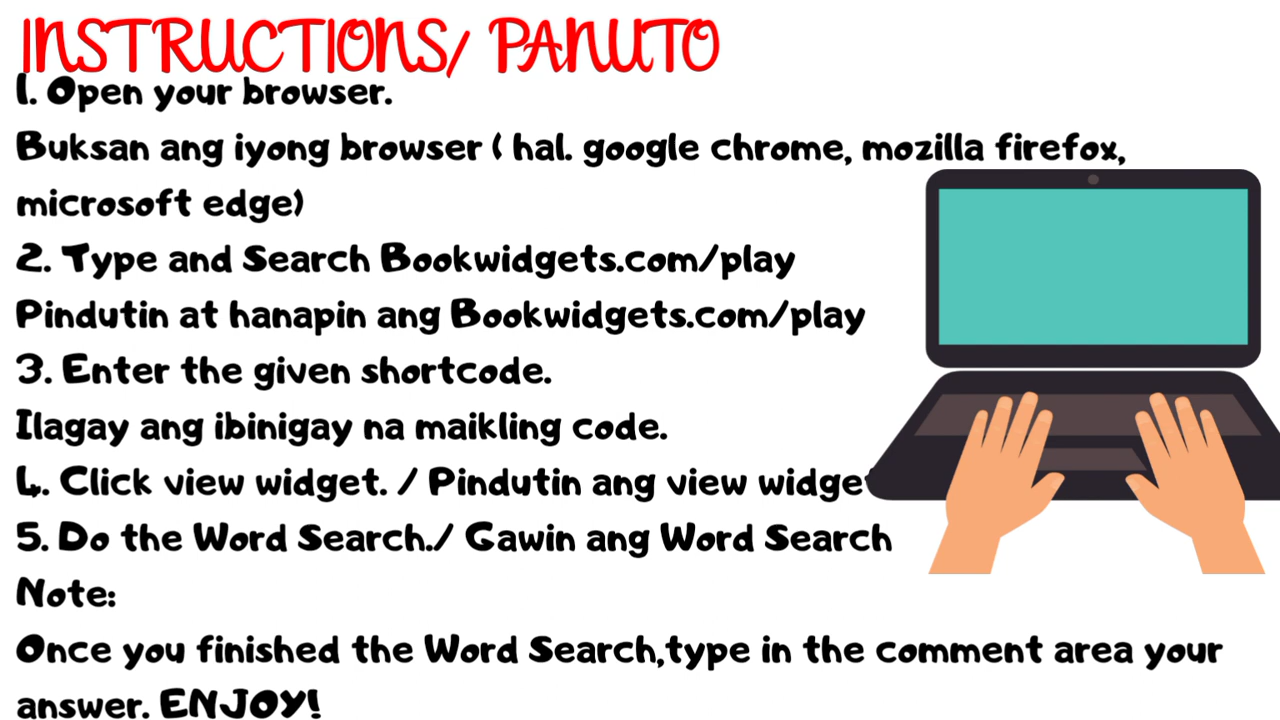 INSTRUCTIONS/ PANUTO
1. Open your browser.
Buksan ang iyong browser ( hal. google chrome, mozilla firefox,
microsoft edge)
2. Type and Search Bookwidgets.com/play
Pindutin at hanapin ang Bookwidgets.com/play
3. Enter the given shortcode.
Ilagay ang ibinigay na maikling code.
4. Click view widget. / Pindutin ang view widget
5. Do the Word Search./ Gawin ang Word Search
Note:
Once you finished the Word Search,type in the comment area your
answer. ENJOY!